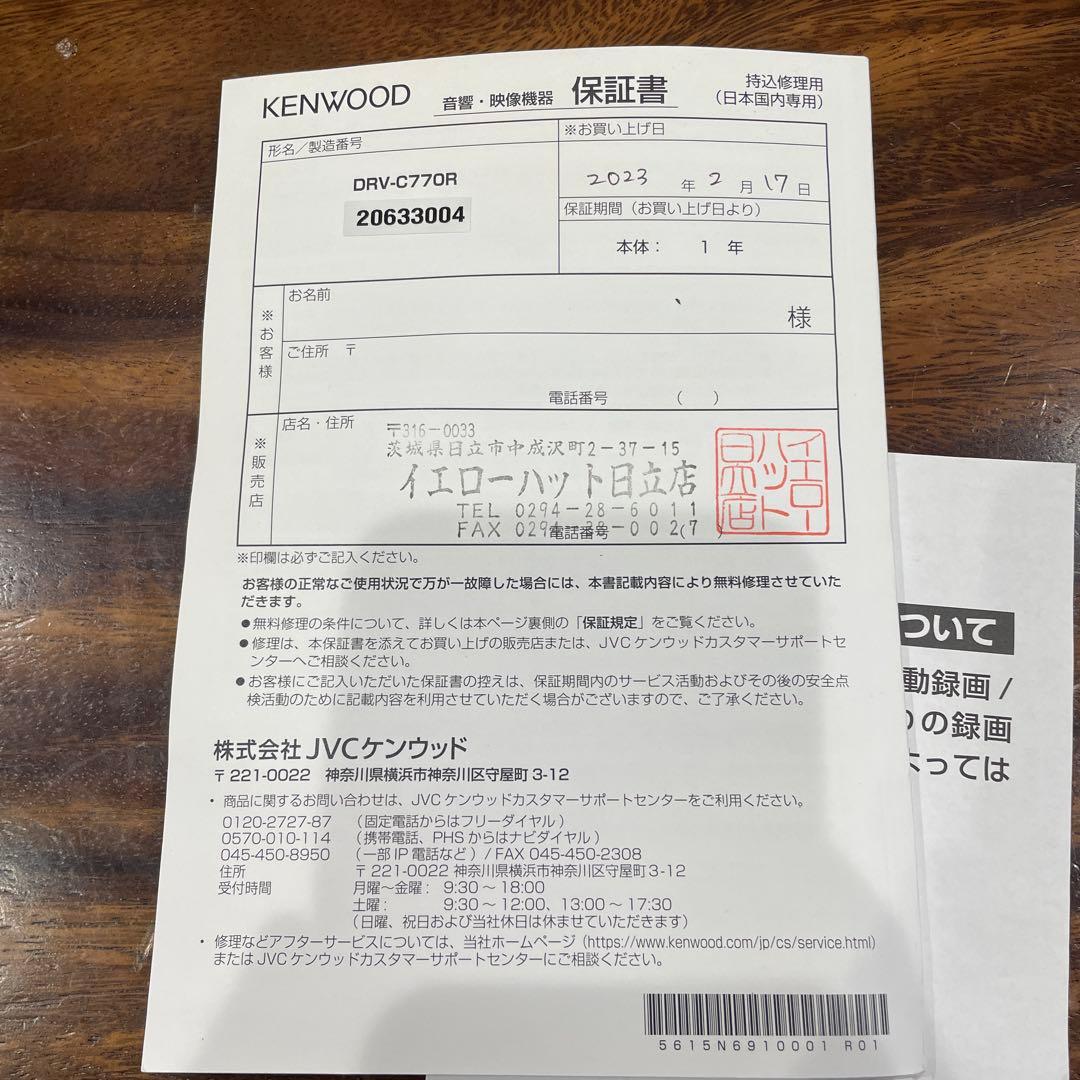 KENWOOD 音響・映像機器 保証書 持込修理用
（日本国内専用）
形名／製造番号
DRV-C770R
20633004
※お買い上げ日
2023 年 2 月 17 日
保証期間（お買い上げ日より）
本体： 1 年
※お客様
お名前
様
ご住所 〒
電話番号 （ ）
※販売店
店名・住所
〒316-0033
茨城県日立市中成沢町2-37-15
イエローハット日立店
TEL 0294-28-6011
FAX 0294-28-0027
電話番号 （ ）
イエローハット日立店
※印欄は必ずご記入ください。
お客様の正常なご使用状況で万が一故障した場合には、本書記載内容により無料修理させていた
だきます。
●無料修理の条件について、詳しくは本ページ裏側の「保証規定」をご覧ください。
●修理は、本保証書を添えてお買い上げの販売店または、JVCケンウッドカスタマーサポートセ
ンターへご相談ください。
●お客様にご記入いただいた保証書の控えは、保証期間内のサービス活動およびその後の安全点
検活動のために記載内容を利用させていただく場合がございますので、ご了承ください。
株式会社 JVCケンウッド
〒221-0022 神奈川県横浜市神奈川区守屋町 3-12
・ 商品に関するお問い合わせは、JVCケンウッドカスタマーサポートセンターをご利用ください。
0120-2727-87 （固定電話からはフリーダイヤル）
0570-010-114 （携帯電話、PHSからはナビダイヤル）
045-450-8950 （一部IP電話など）/ FAX 045-450-2308
住所 〒221-0022 神奈川県横浜市神奈川区守屋町3-12
受付時間 月曜～金曜： 9:30 ～ 18:00
土曜： 9:30 ～ 12:00、13:00 ～ 17:30
（日曜、祝日および当社休日は休ませていただきます）
・ 修理などアフターサービスについては、当社ホームページ（https://www.kenwood.com/jp/cs/service.html）
またはJVCケンウッドカスタマーサポートセンターにご相談ください。
5615N6910001 R01
ついて
動録画 /
の録画
よっては